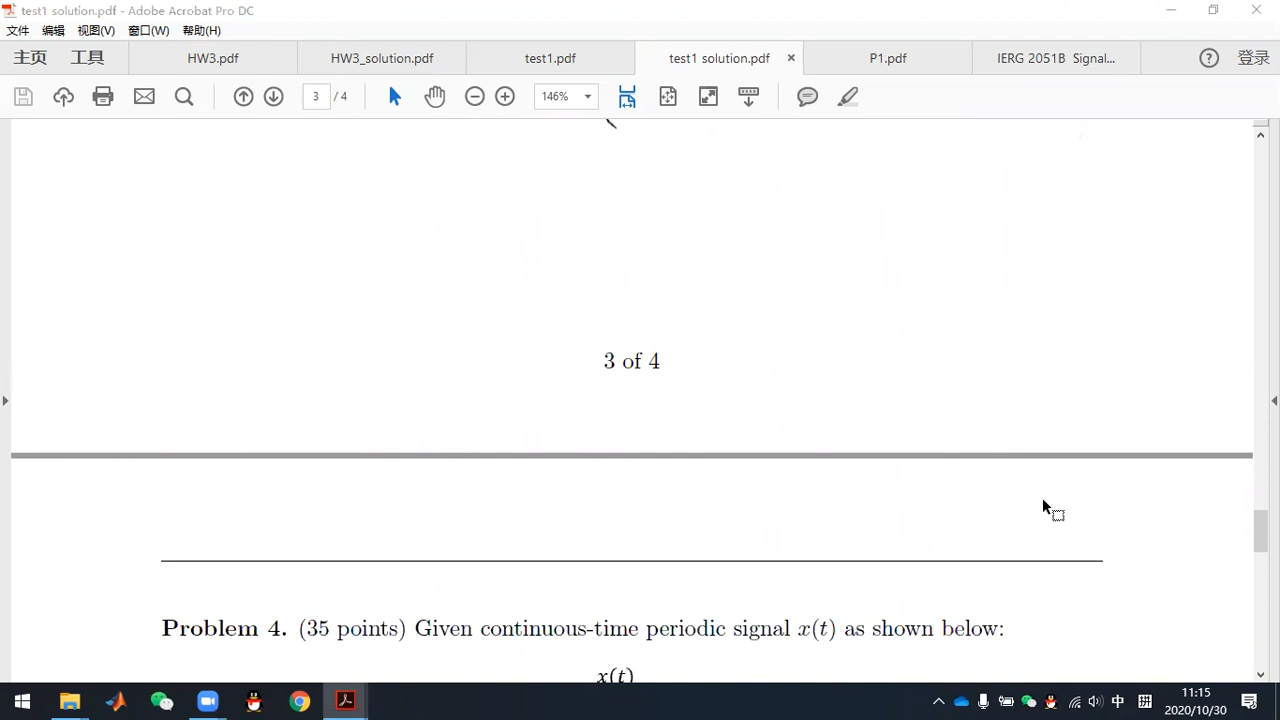 test1 solution.pdf - Adobe Acrobat Pro DC
文件 编辑 视图(V) 窗口(W) 帮助(H)
主页 工具 HW3.pdf HW3_solution.pdf test1.pdf test1 solution.pdf × P1.pdf IERG 2051B Signal... 登录
3 / 4 146%
3 of 4
Problem 4. (35 points) Given continuous-time periodic signal x(t) as shown below:
x(t)
中 拼 11:15
2020/10/30